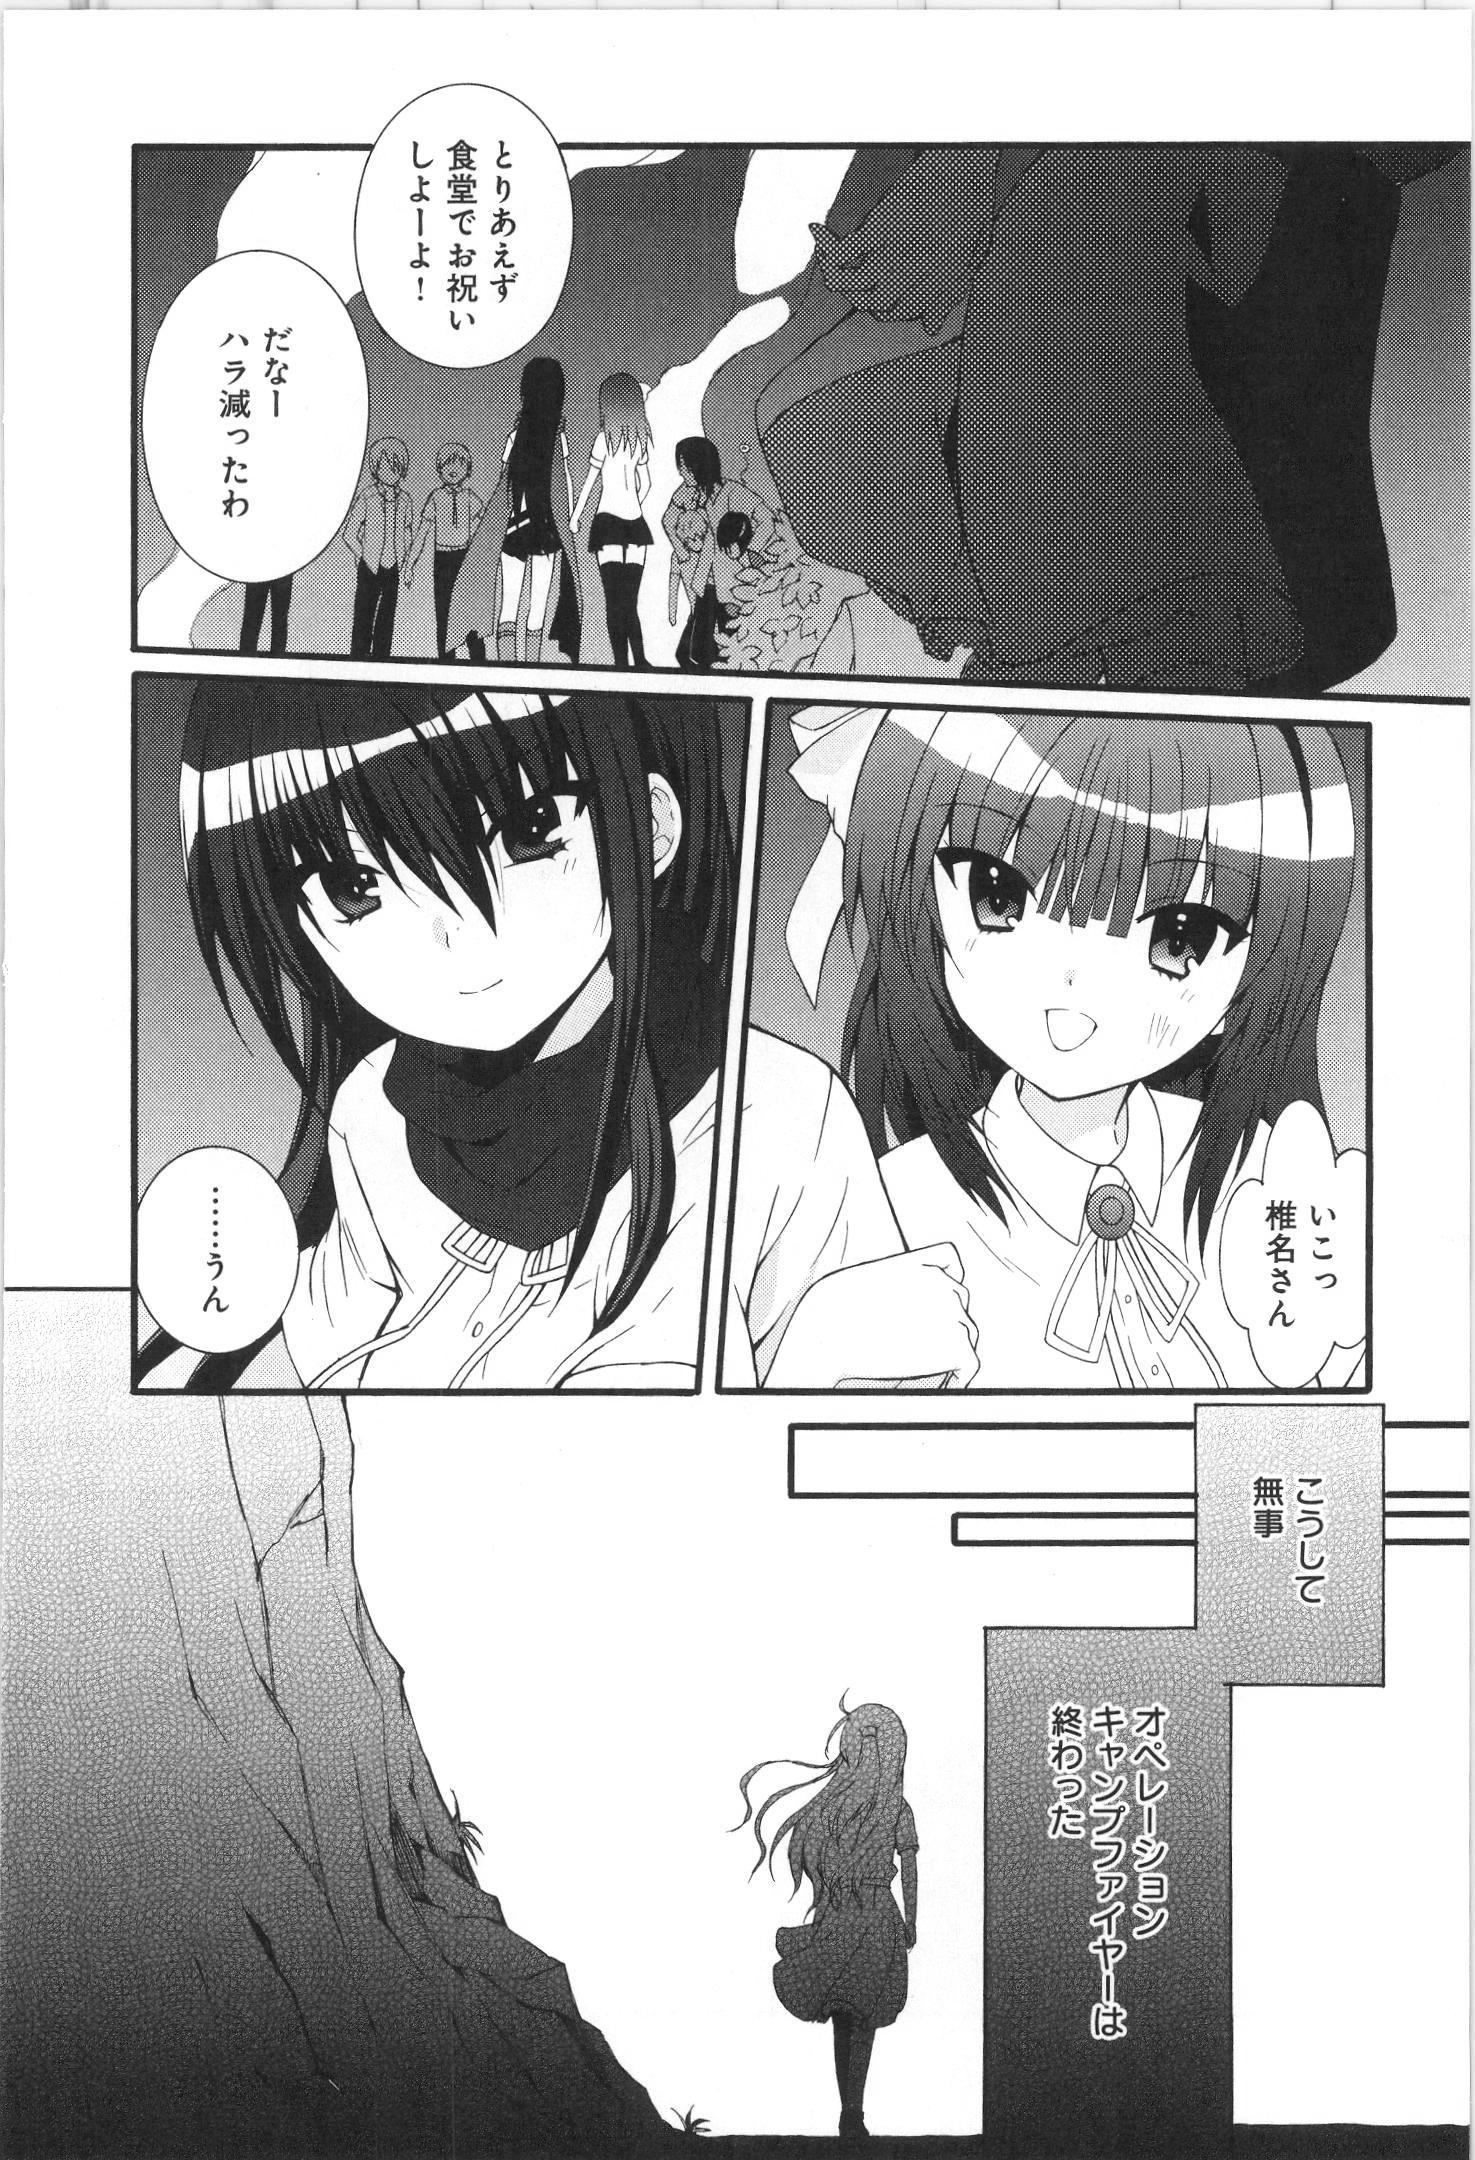 とりあえず
食堂でお祝い
しよーよ！
だなー
ハラ減ったわ
いこっ
椎名さん
……うん
こうして
無事
オペレーション
キャンプファイヤーは
終わった